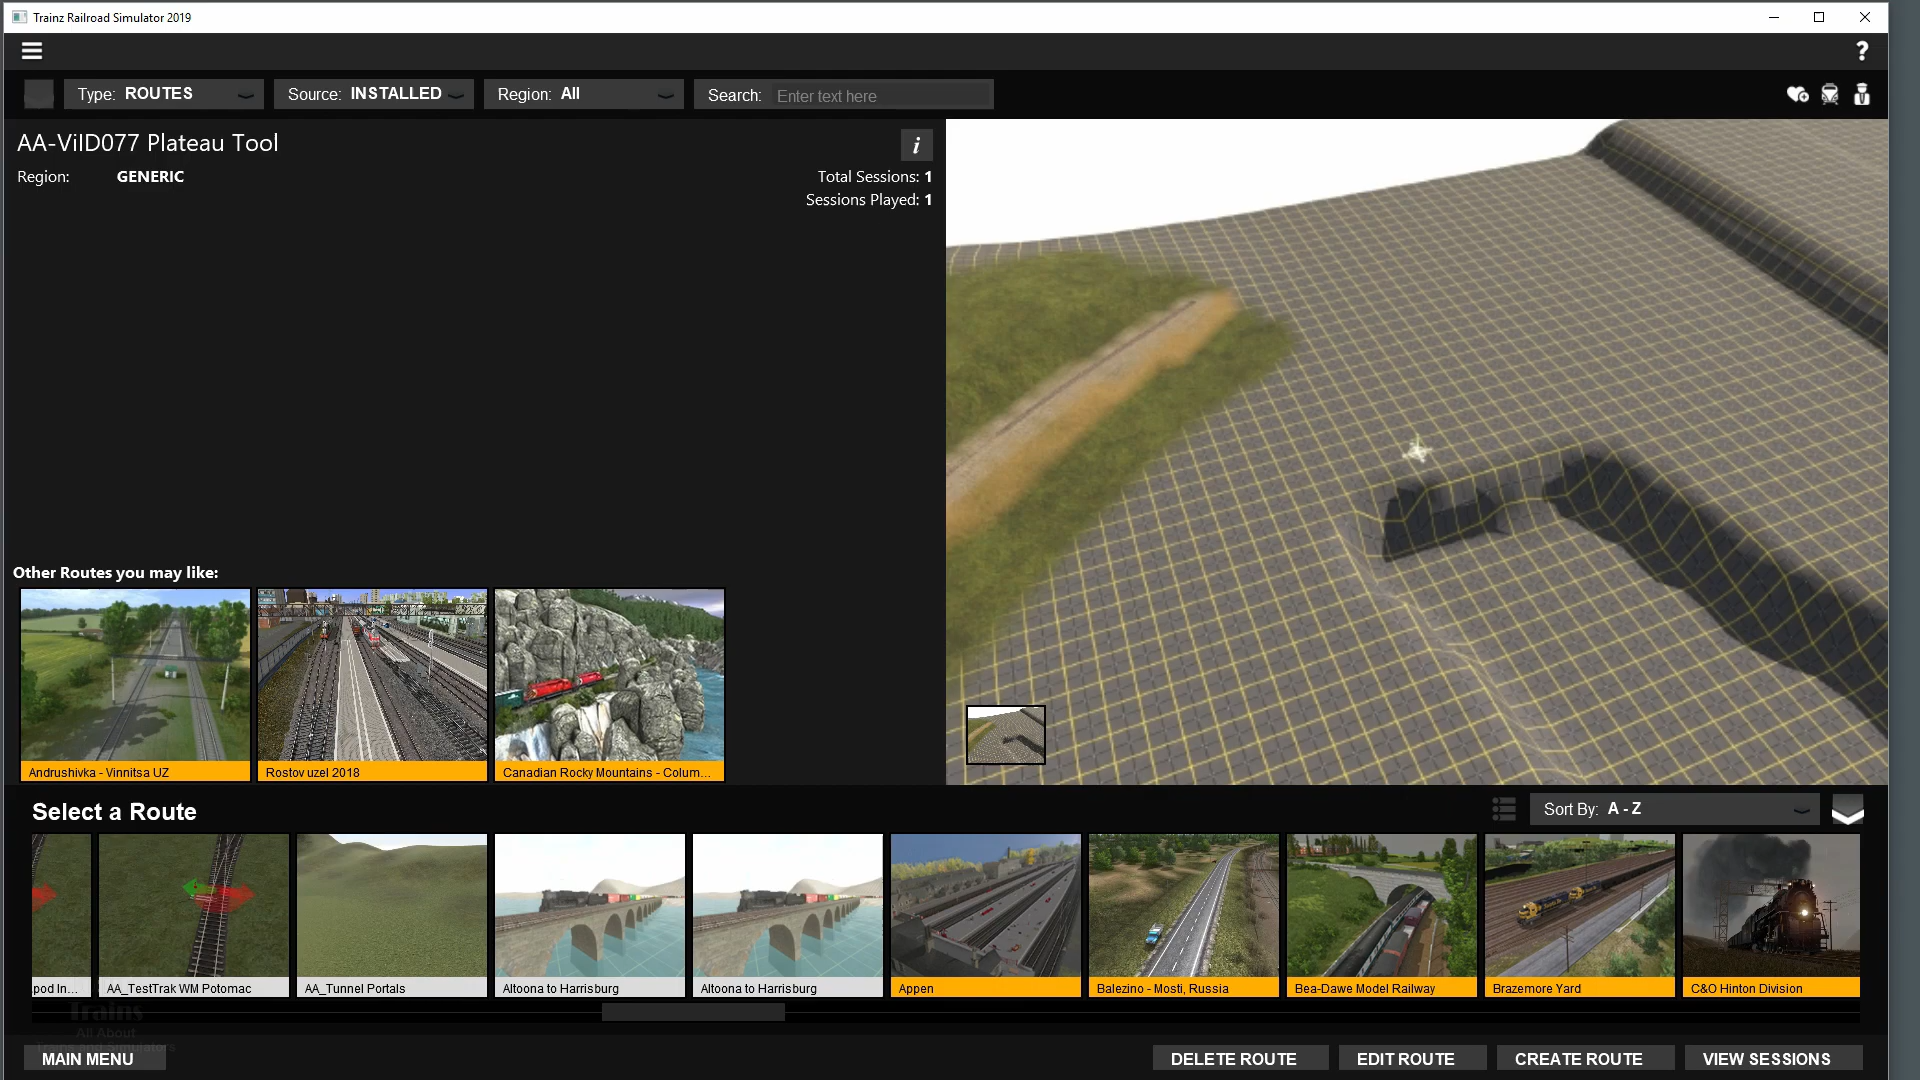 Trainz Railroad Simulator 2019
?
Type: ROUTES
Source: INSTALLED
Region: All
Search: Enter text here
AA-VilD077 Plateau Tool
i
Region: GENERIC
Total Sessions: 1
Sessions Played: 1
Other Routes you may like:
Andrushivka - Vinnitsa UZ
Rostov uzel 2018
Canadian Rocky Mountains - Colum...
Select a Route
Sort By: A - Z
pod In...
AA_TestTrak WM Potomac
AA_Tunnel Portals
Altoona to Harrisburg
Altoona to Harrisburg
Appen
Balezino - Mosti, Russia
Bea-Dawe Model Railway
Brazemore Yard
C&O Hinton Division
Trains
All About
MAIN MENU
DELETE ROUTE
EDIT ROUTE
CREATE ROUTE
VIEW SESSIONS